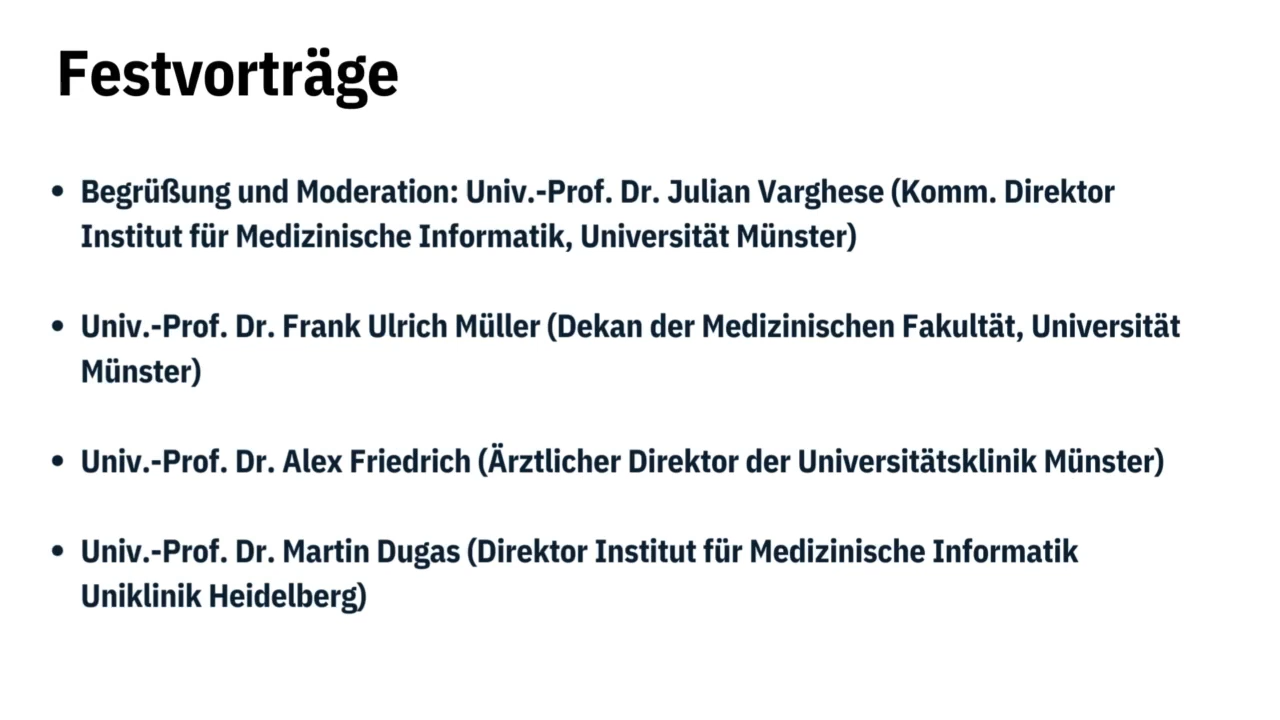 Festvorträge
• Begrüßung und Moderation: Univ.-Prof. Dr. Julian Varghese (Komm. Direktor
Institut für Medizinische Informatik, Universität Münster)
• Univ.-Prof. Dr. Frank Ulrich Müller (Dekan der Medizinischen Fakultät, Universität
Münster)
• Univ.-Prof. Dr. Alex Friedrich (Ärztlicher Direktor der Universitätsklinik Münster)
• Univ.-Prof. Dr. Martin Dugas (Direktor Institut für Medizinische Informatik
Uniklinik Heidelberg)